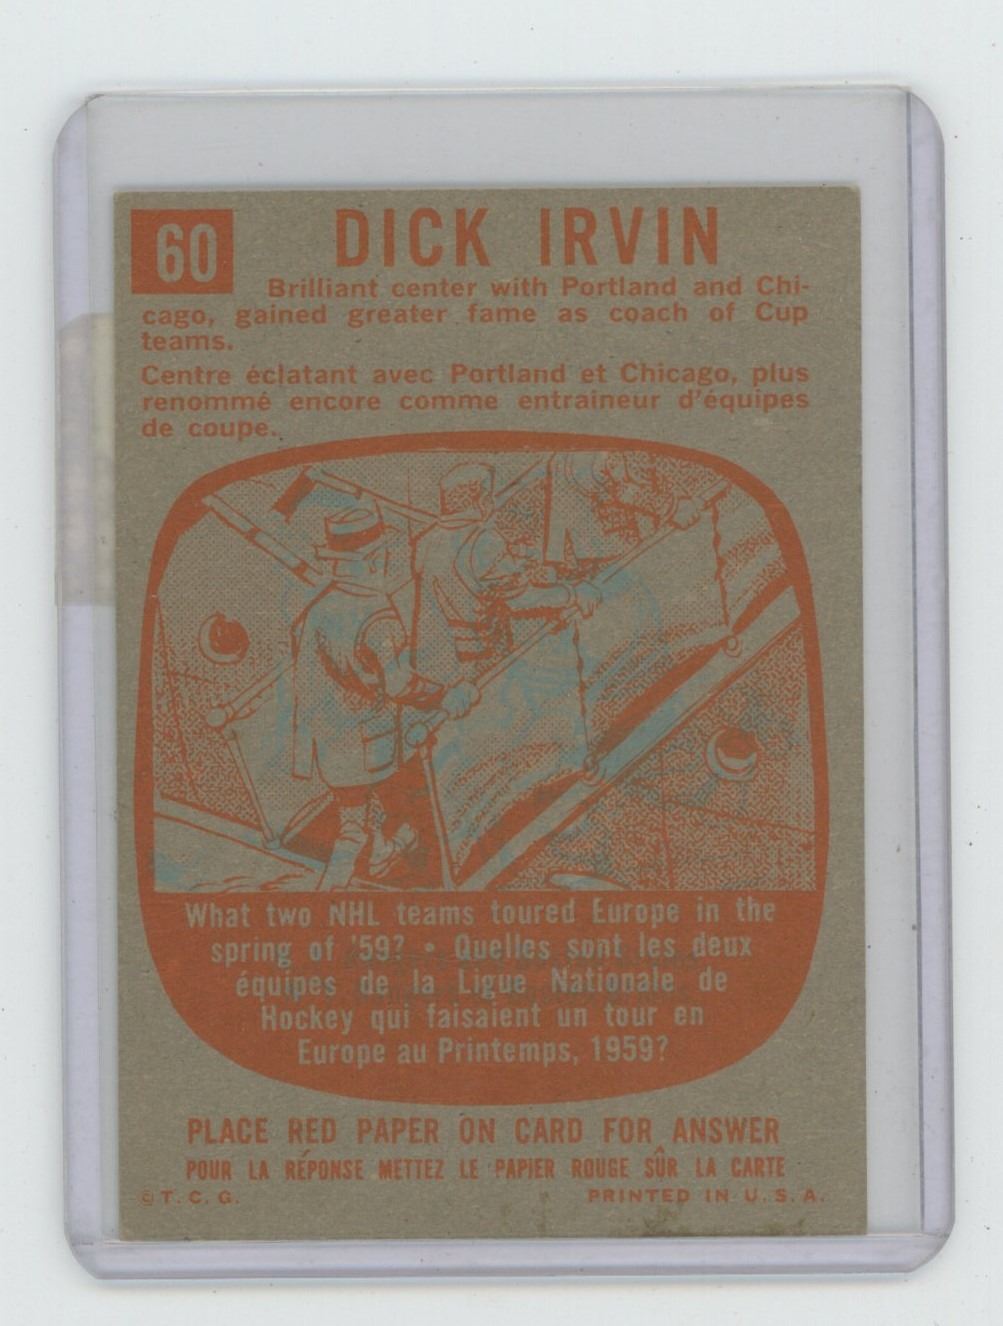 60
DICK IRVIN
Brilliant center with Portland and Chi-
cago, gained greater fame as coach of Cup
teams.
Centre éclatant avec Portland et Chicago, plus
renommé encore comme entraineur d'équipes
de coupe.
What two NHL teams toured Europe in the
spring of '59? • Quelles sont les deux
équipes de la Ligue Nationale de
Hockey qui faisaient un tour en
Europe au Printemps, 1959?
PLACE RED PAPER ON CARD FOR ANSWER
POUR LA RÉPONSE METTEZ LE PAPIER ROUGE SÛR LA CARTE
© T. C. G. PRINTED IN U. S. A.